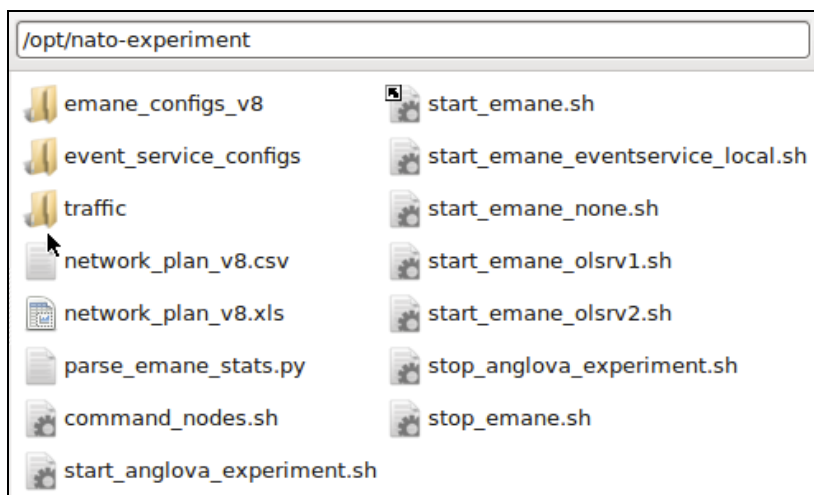 /opt/nato-experiment
emane_configs_v8
event_service_configs
traffic
network_plan_v8.csv
network_plan_v8.xls
parse_emane_stats.py
command_nodes.sh
start_anglova_experiment.sh
start_emane.sh
start_emane_eventservice_local.sh
start_emane_none.sh
start_emane_olsrv1.sh
start_emane_olsrv2.sh
stop_anglova_experiment.sh
stop_emane.sh